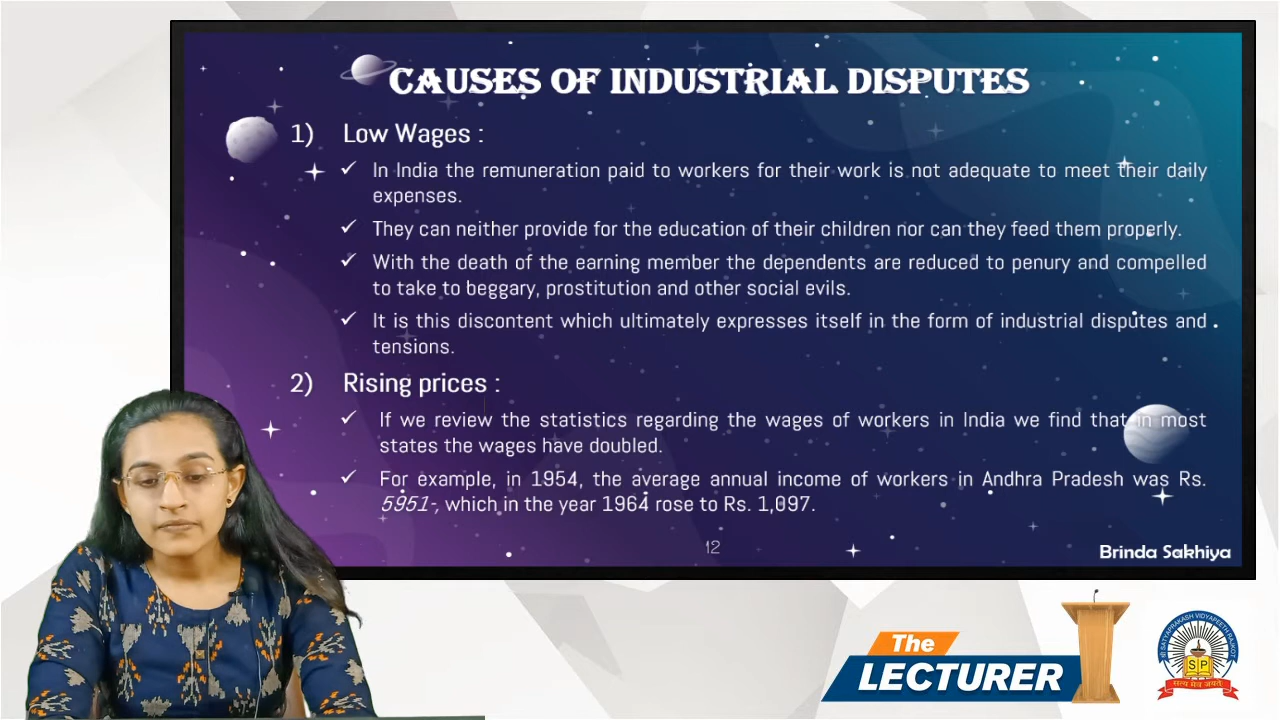 CAUSES OF INDUSTRIAL DISPUTES
1) Low Wages :
✓ In India the remuneration paid to workers for their work is not adequate to meet their daily
expenses.
✓ They can neither provide for the education of their children nor can they feed them properly.
✓ With the death of the earning member the dependents are reduced to penury and compelled
to take to beggary, prostitution and other social evils.
✓ It is this discontent which ultimately expresses itself in the form of industrial disputes and
tensions.
2) Rising prices :
✓ If we review the statistics regarding the wages of workers in India we find that in most
states the wages have doubled.
✓ For example, in 1954, the average annual income of workers in Andhra Pradesh was Rs.
5951-, which in the year 1964 rose to Rs. 1,097.
12
Brinda Sakhiya
The
LECTURER
SP
सत्य मेव जयते